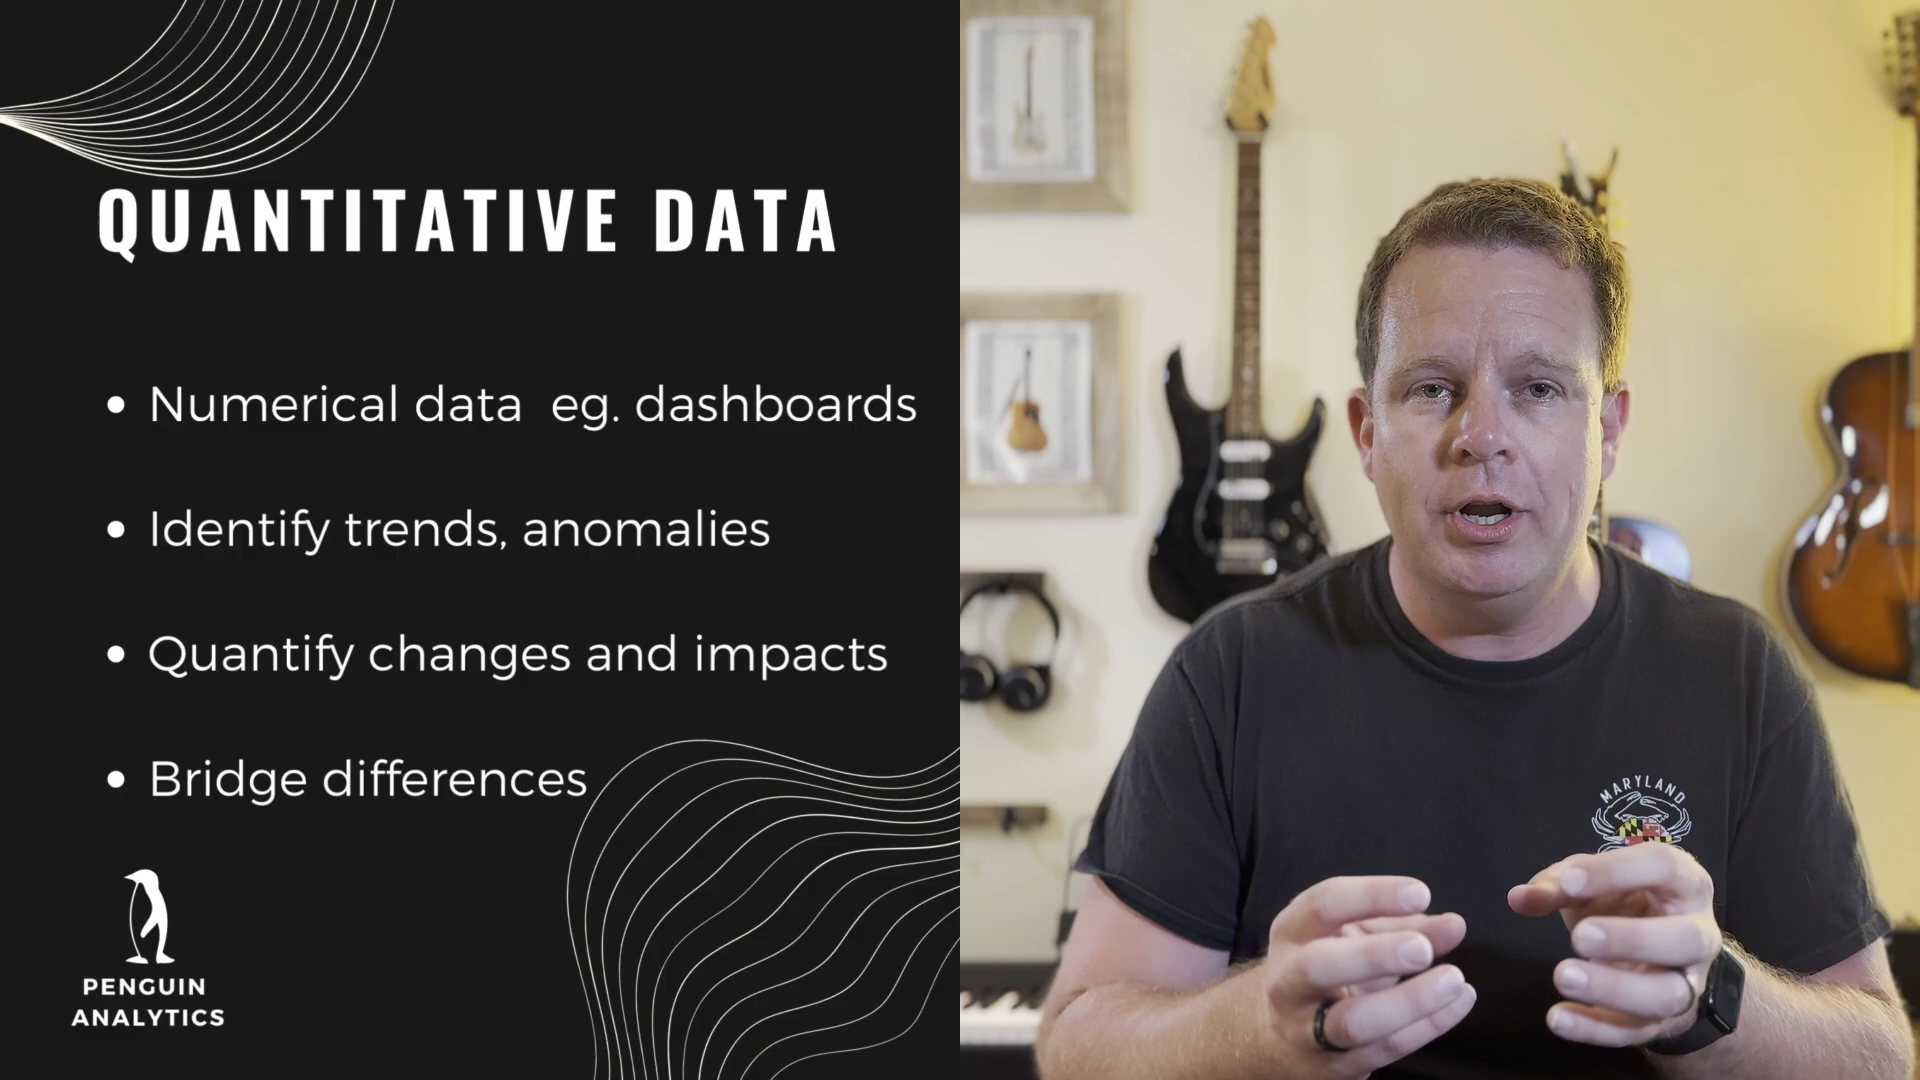 QUANTITATIVE DATA
• Numerical data  eg. dashboards
• Identify trends, anomalies
• Quantify changes and impacts
• Bridge differences
PENGUIN
ANALYTICS
MARYLAND